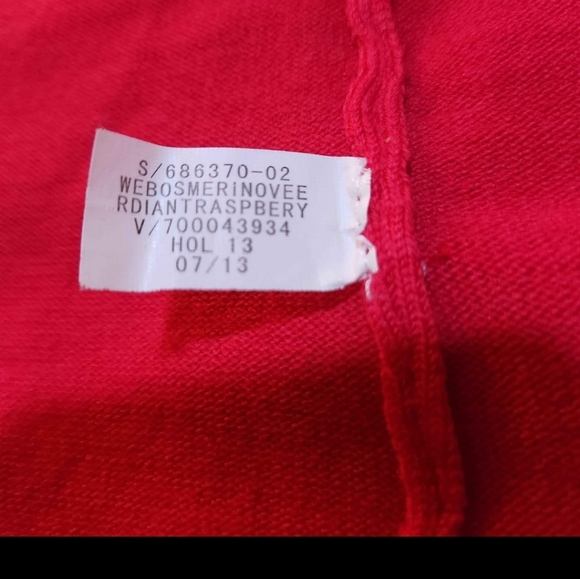 S/686370-02
WEBOSMERiNOVEE
RDIANTRASPBERY
V/700043934
HOL 13
07/13